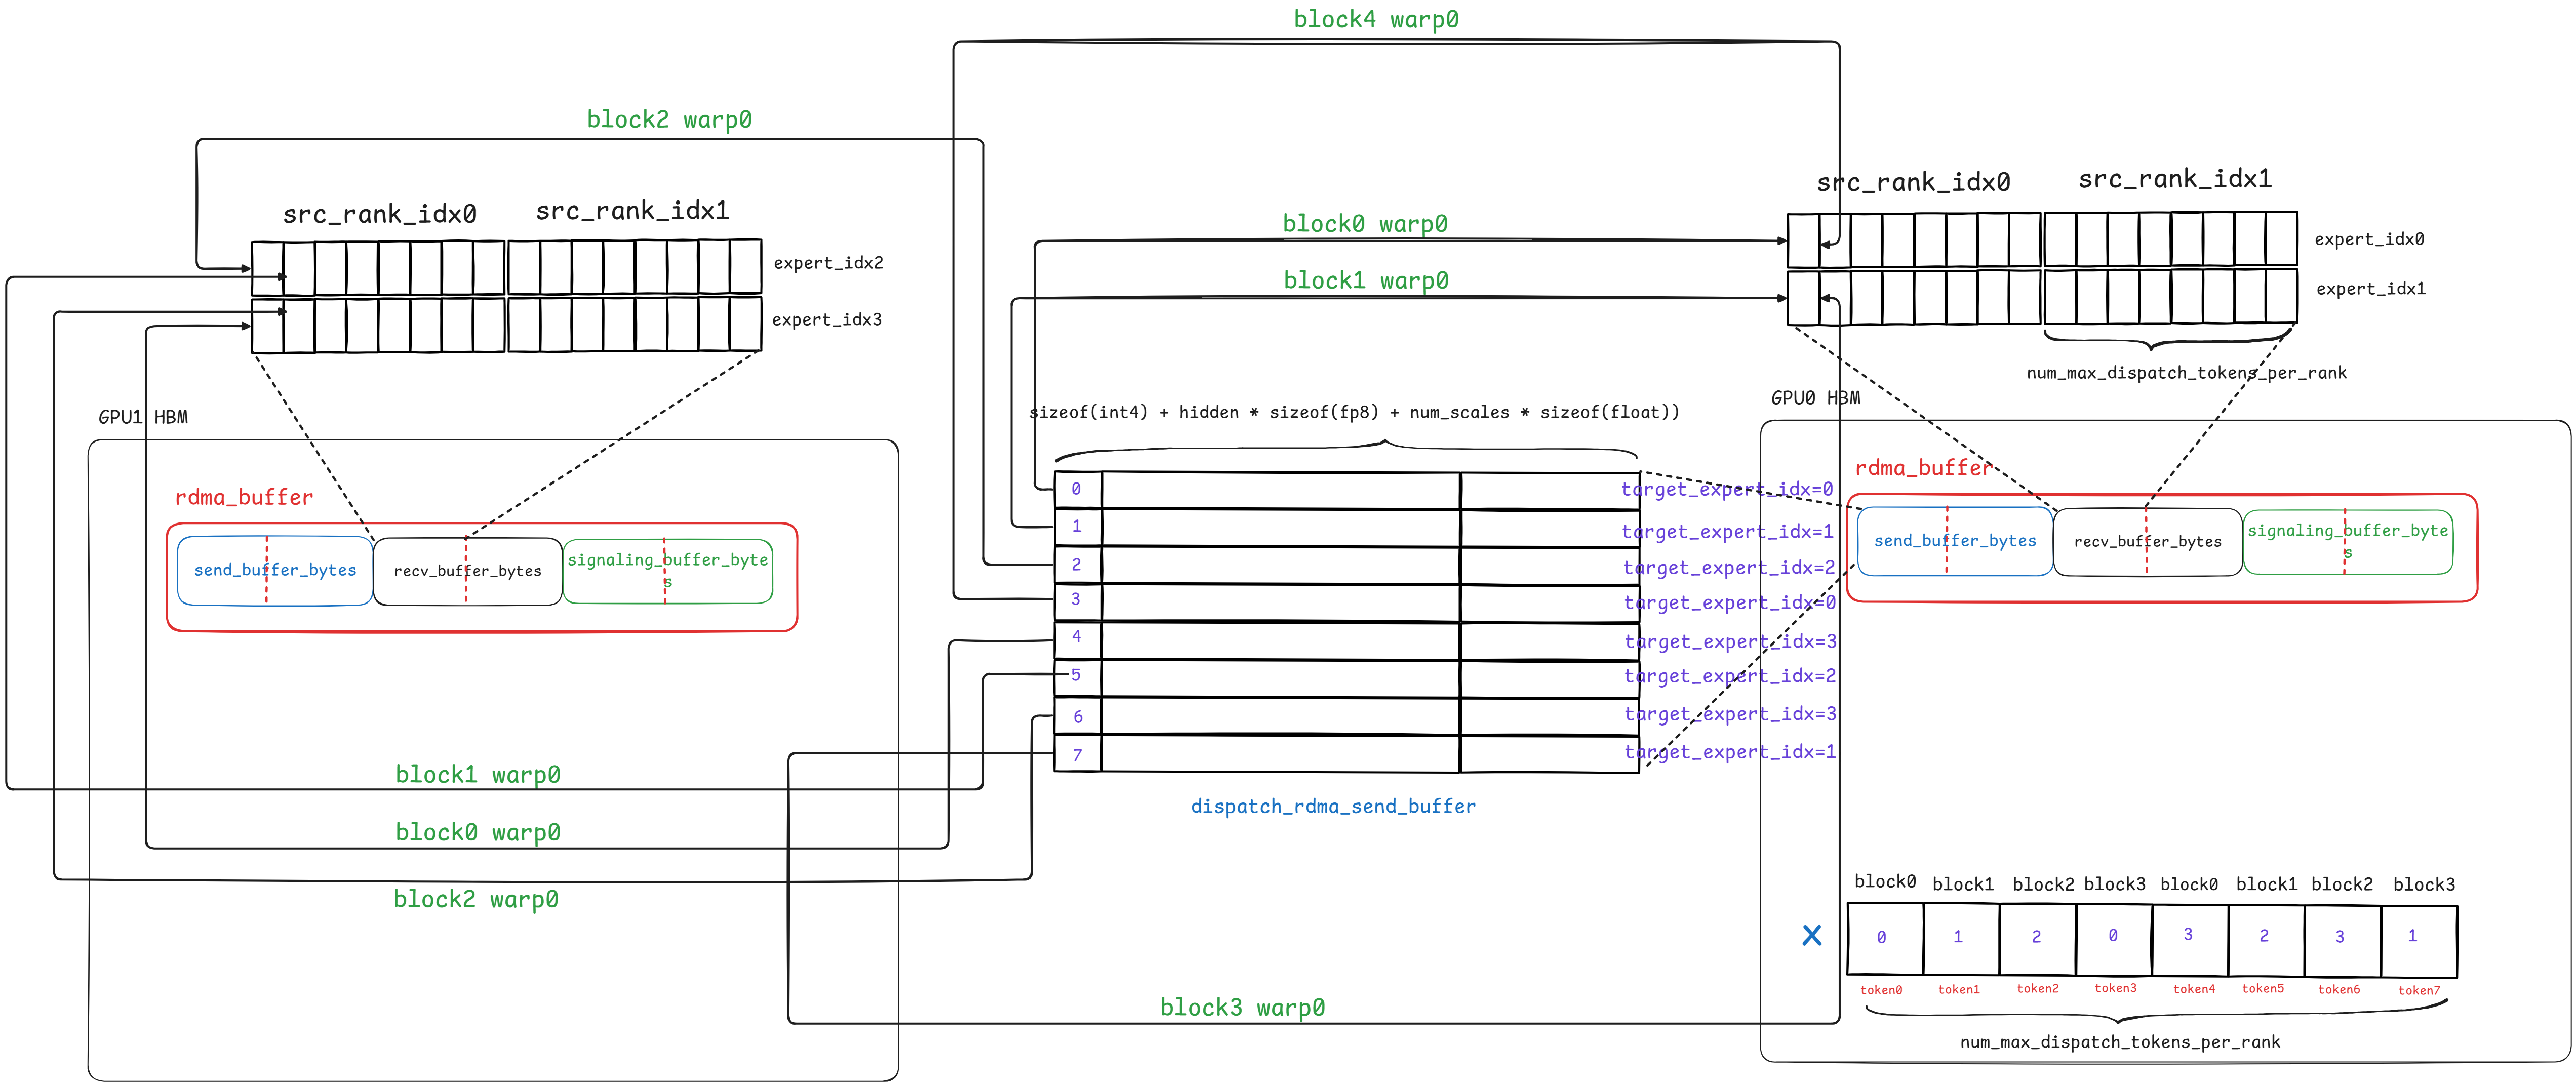 block4 warp0
block2 warp0
src_rank_idx0
src_rank_idx1
expert_idx2
expert_idx3
block0 warp0
block1 warp0
src_rank_idx0
src_rank_idx1
expert_idx0
expert_idx1
num_max_dispatch_tokens_per_rank
GPU1 HBM
rdma_buffer
send_buffer_bytes
recv_buffer_bytes
signaling_buffer_byte
s
sizeof(int4) + hidden * sizeof(fp8) + num_scales * sizeof(float))
0
target_expert_idx=0
1
target_expert_idx=1
2
target_expert_idx=2
3
target_expert_idx=0
4
target_expert_idx=3
5
target_expert_idx=2
6
target_expert_idx=3
7
target_expert_idx=1
dispatch_rdma_send_buffer
GPU0 HBM
rdma_buffer
send_buffer_bytes
recv_buffer_bytes
signaling_buffer_byte
s
block1 warp0
block0 warp0
block2 warp0
block3 warp0
block0 block1 block2 block3 block0 block1 block2 block3
x 0 1 2 0 3 2 3 1
token0 token1 token2 token3 token4 token5 token6 token7
num_max_dispatch_tokens_per_rank